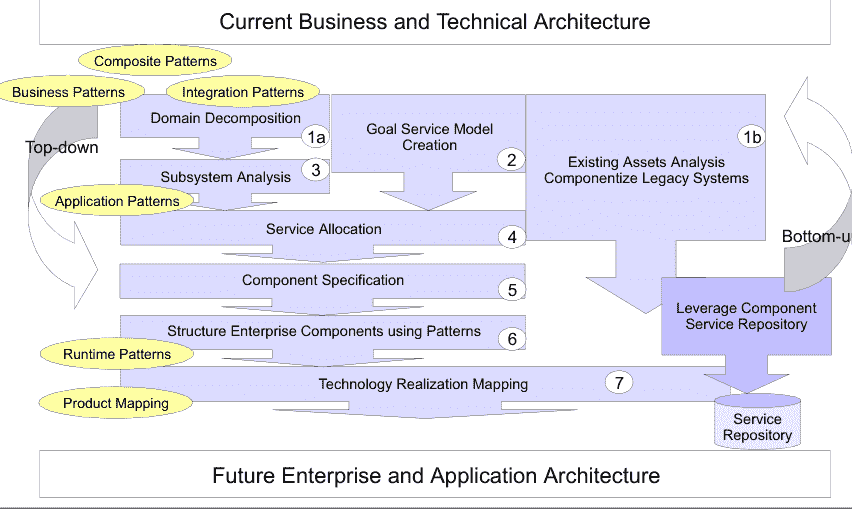 Current Business and Technical Architecture
Composite Patterns
Business Patterns
Integration Patterns
Domain Decomposition
1a
Goal Service Model
Creation
2
1b
Existing Assets Analysis
Componentize Legacy Systems
Top-down
Subsystem Analysis
3
Application Patterns
Service Allocation
4
Bottom-u
Component Specification
5
Leverage Component
Service Repository
Structure Enterprise Components using Patterns
6
Runtime Patterns
Technology Realization Mapping
7
Product Mapping
Service
Repository
Future Enterprise and Application Architecture